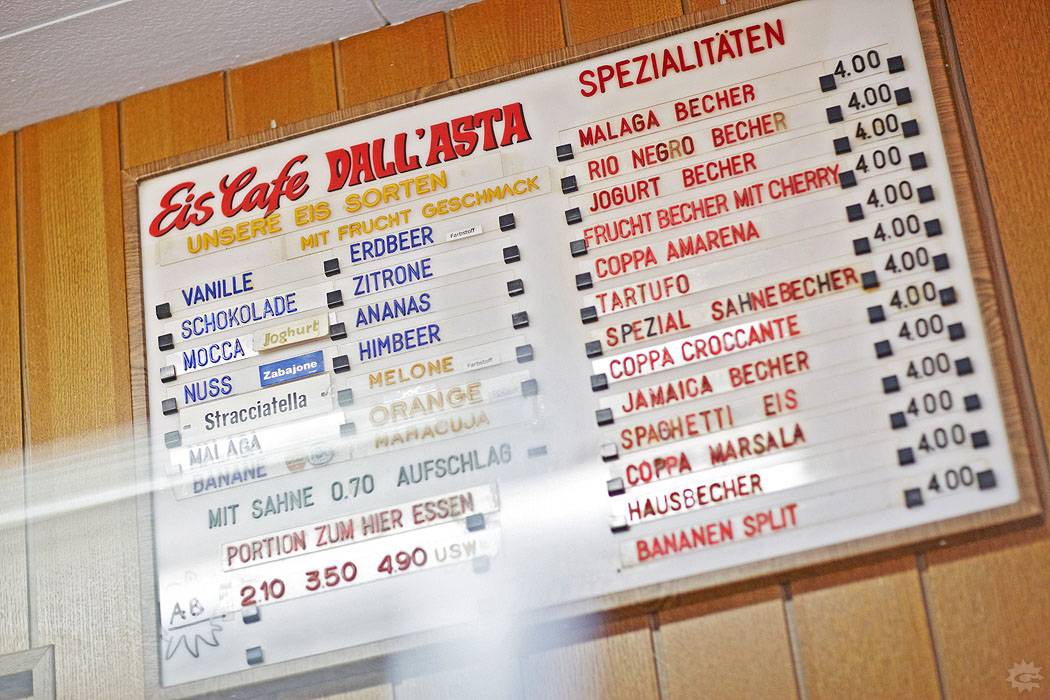 Eis Cafe DALL'ASTA
UNSERE EIS SORTEN
MIT FRUCHT GESCHMACK
VANILLE
SCHOKOLADE
MOCCA Joghurt
NUSS Zabajone
Stracciatella
MALAGA
BANANE
ERDBEER Farbstoff
ZITRONE
ANANAS
HIMBEER
MELONE Farbstoff
ORANGE
MARACUJA
MIT SAHNE 0.70 AUFSCHLAG
PORTION ZUM HIER ESSEN
2.10 3.50 4.90 USW
AB
SPEZIALITÄTEN
MALAGA BECHER 4.00
RIO NEGRO BECHER 4.00
JOGURT BECHER 4.00
FRUCHT BECHER MIT CHERRY 4.00
COPPA AMARENA 4.00
TARTUFO 4.00
SPEZIAL SAHNEBECHER 4.00
COPPA CROCCANTE 4.00
JAMAICA BECHER 4.00
SPAGHETTI EIS 4.00
COPPA MARSALA 4.00
HAUSBECHER 4.00
BANANEN SPLIT 4.00